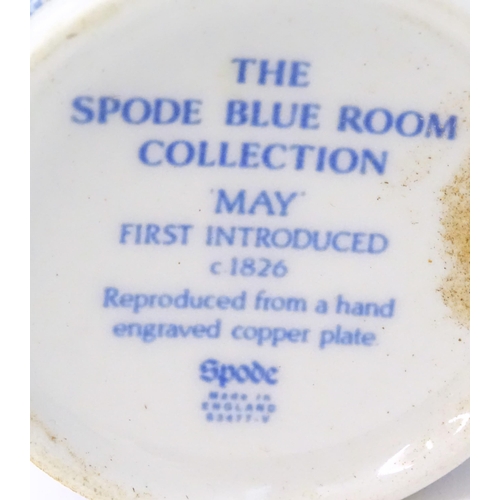 THE
SPODE BLUE ROOM
COLLECTION
'MAY'
FIRST INTRODUCED
c.1826
Reproduced from a hand
engraved copper plate.
Spode
Made in
ENGLAND